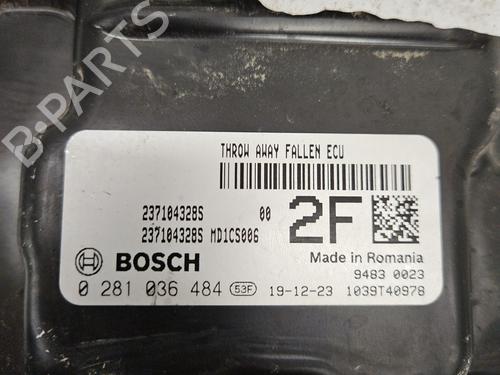 B-PARTS
THROW AWAY FALLEN ECU
237104328S 00
237104328S MD1CS006
2F
BOSCH
Made in Romania
9483 0023
0 281 036 484 53F 19-12-23 1039T40978